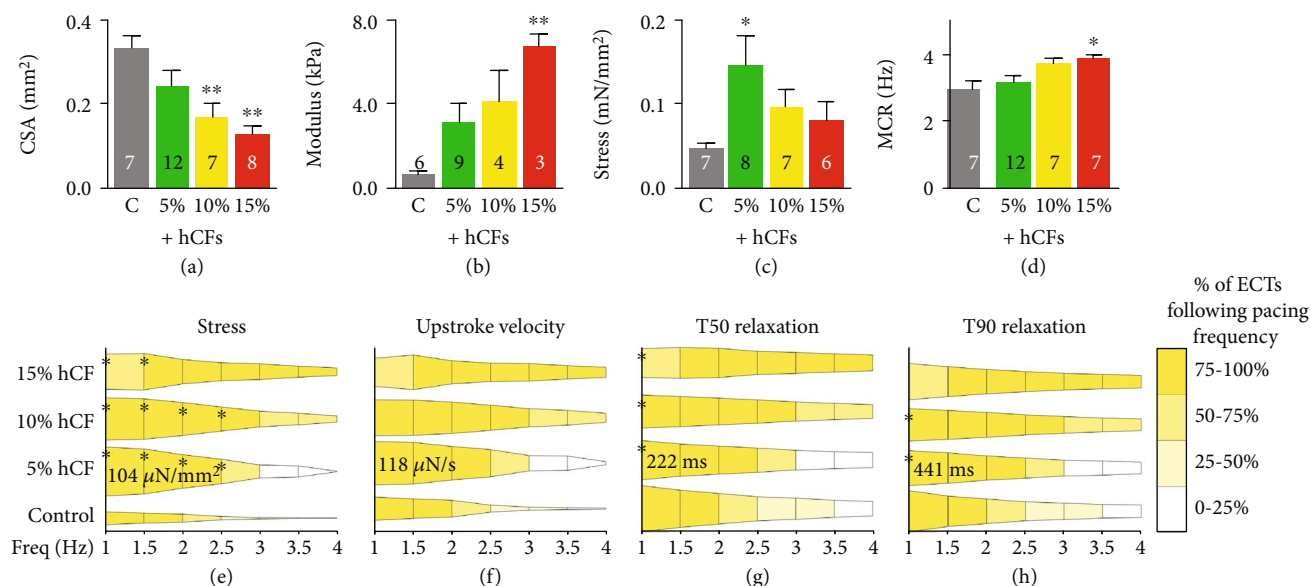 0.4
0.2
0.0
CSA (mm²)
**
**
7
12
7
8
C 5% 10% 15%
+ hCFs
(a)
8.0
4.0
0.0
Modulus (kPa)
**
6
9
4
3
C 5% 10% 15%
+ hCFs
(b)
0.2
0.1
0.0
Stress (mN/mm²)
*
7
8
7
6
C 5% 10% 15%
+ hCFs
(c)
4
2
0
MCR (Hz)
*
7
12
7
7
C 5% 10% 15%
+ hCFs
(d)
Stress
15% hCF
* *
10% hCF
* * * *
5% hCF
* * * *
104 μN/mm²
Control
Freq (Hz) 1 1.5 2 2.5 3 3.5 4
(e)
Upstroke velocity
118 μN/s
1 1.5 2 2.5 3 3.5 4
(f)
T50 relaxation
*
*
*
222 ms
1 1.5 2 2.5 3 3.5 4
(g)
T90 relaxation
*
*
441 ms
1 1.5 2 2.5 3 3.5 4
(h)
% of ECTs
following pacing
frequency
75-100%
50-75%
25-50%
0-25%